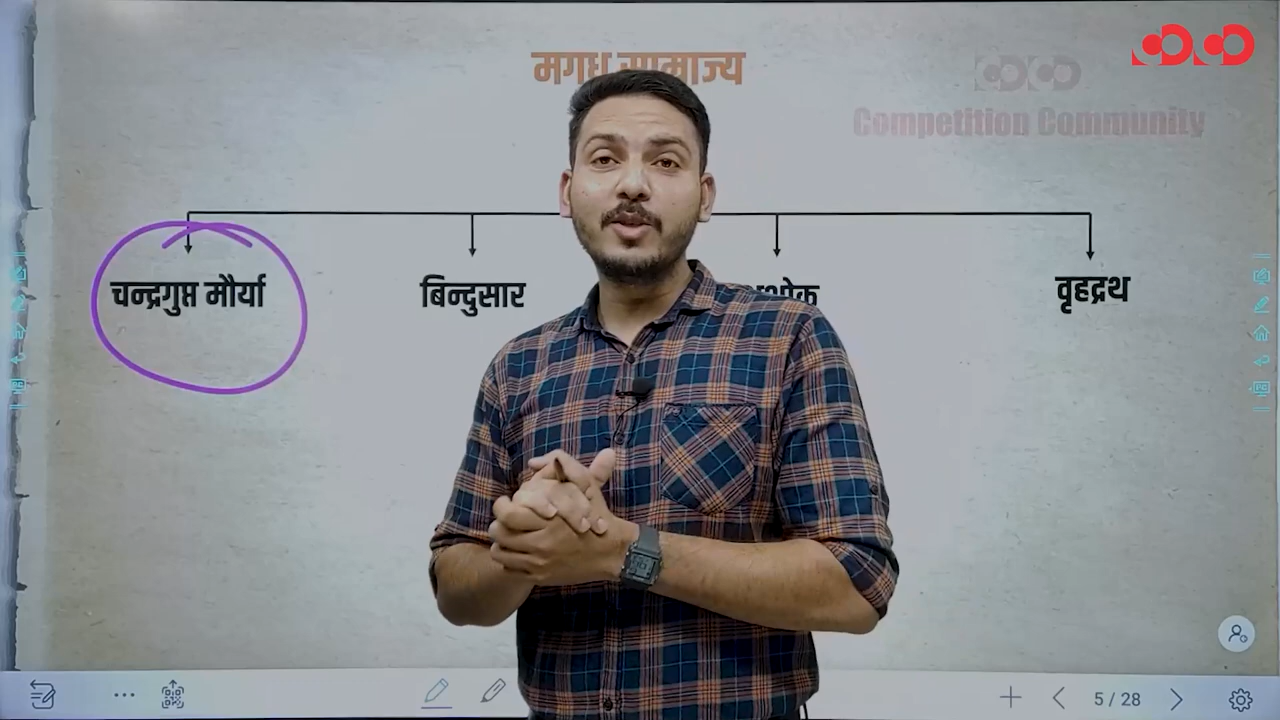 मगध साम्राज्य
Competition Community
चन्द्रगुप्त मौर्या
बिन्दुसार
वृहद्रथ
5 / 28